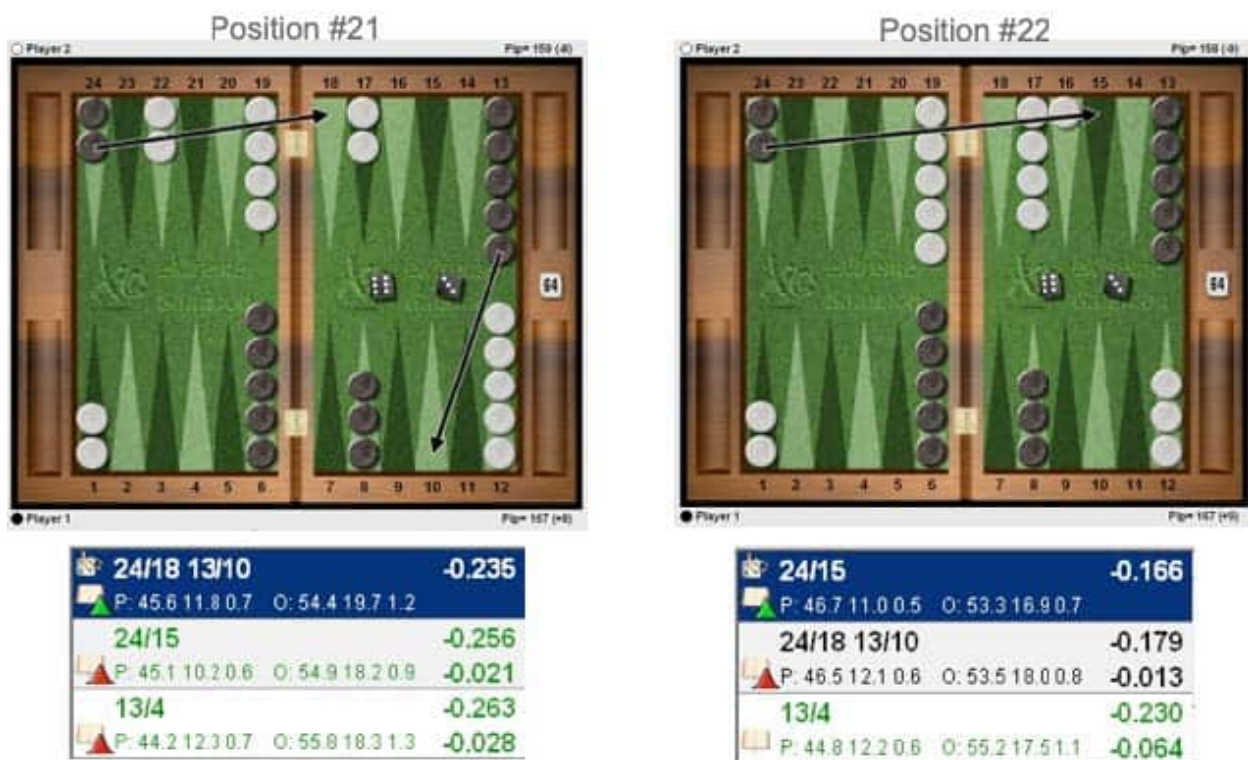 Position #21
Player 2
Pip= 159 (-8)
24 23 22 21 20 19 18 17 16 15 14 13
64
1 2 3 4 5 6 7 8 9 10 11 12
Player 1
Pip= 167 (+8)
24/18 13/10 -0.235
P: 45.6 11.8 0.7 O: 54.4 19.7 1.2
24/15 -0.256
P: 45.1 10.2 0.6 O: 54.9 18.2 0.9 -0.021
13/4 -0.263
P: 44.2 12.3 0.7 O: 55.8 18.3 1.3 -0.028
Position #22
Player 2
24 23 22 21 20 19 18 17 16 15 14 13
64
1 2 3 4 5 6 7 8 9 10 11 12
Player 1
24/15 -0.166
P: 46.7 11.0 0.5 O: 53.3 16.9 0.7
24/18 13/10 -0.179
P: 46.5 12.1 0.6 O: 53.5 18.0 0.8 -0.013
13/4 -0.230
P: 44.8 12.2 0.6 O: 55.2 17.5 1.1 -0.064